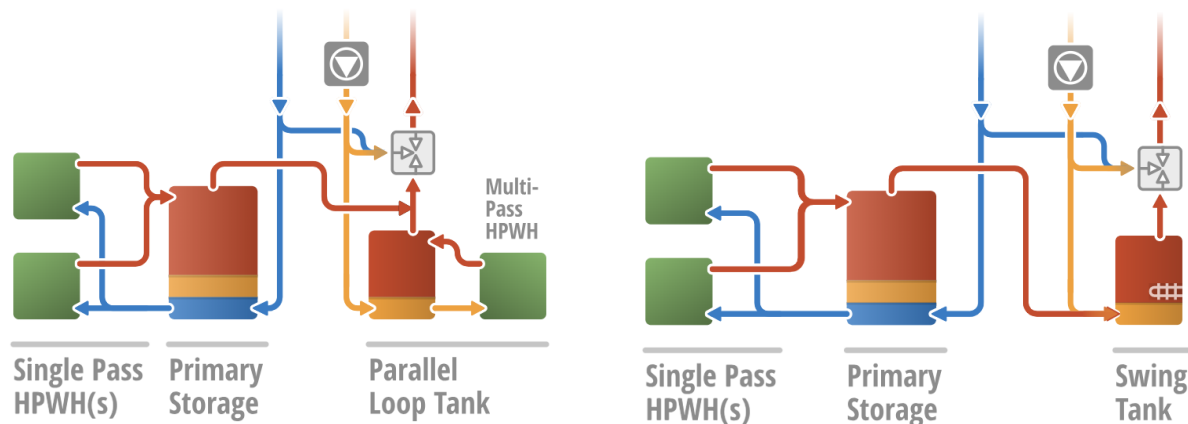 Multi-
Pass
HPWH
Single Pass
HPWH(s)
Primary
Storage
Parallel
Loop Tank
Single Pass
HPWH(s)
Primary
Storage
Swing
Tank